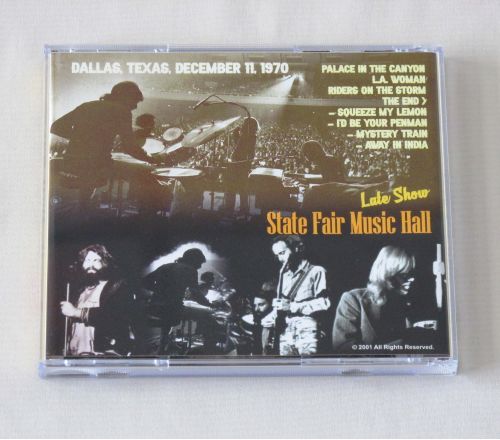 DALLAS, TEXAS, DECEMBER 11, 1970
PALACE IN THE CANYON
L.A. WOMAN
RIDERS ON THE STORM
THE END >
- SQUEEZE MY LEMON
- I'D BE YOUR PENMAN
- MYSTERY TRAIN
- AWAY IN INDIA
Late Show
State Fair Music Hall
© 2001 All Rights Reserved.